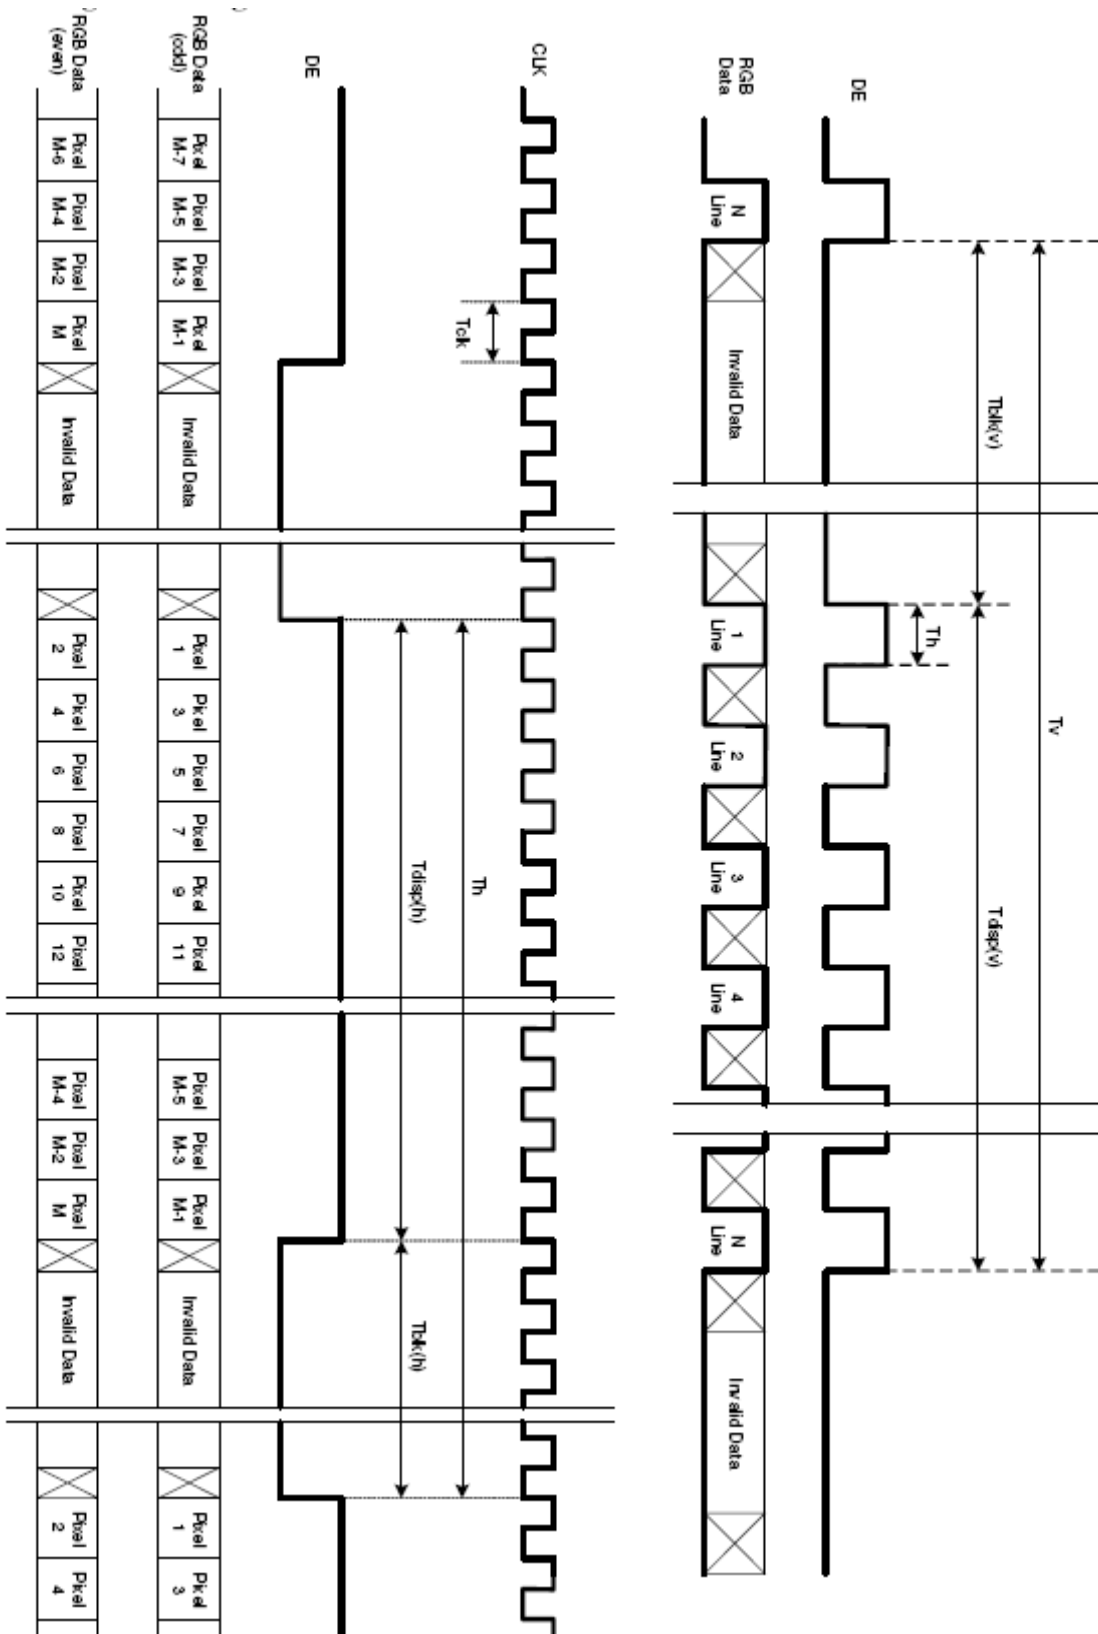 Tv
Tblk(v) Tdisp(v)
Th
DE
RGB
Data
N
Line
Invalid Data
1
Line
2
Line
3
Line
4
Line
N
Line
Invalid Data
CLK
Tclk
Th
Tdisp(h) Tblk(h)
DE
RGB Data
(odd)
Pixel
M-7
Pixel
M-5
Pixel
M-3
Pixel
M-1
Invalid Data
Pixel
1
Pixel
3
Pixel
5
Pixel
7
Pixel
9
Pixel
11
Pixel
M-5
Pixel
M-3
Pixel
M-1
Invalid Data
Pixel
1
Pixel
3
RGB Data
(even)
Pixel
M-6
Pixel
M-4
Pixel
M-2
Pixel
M
Invalid Data
Pixel
2
Pixel
4
Pixel
6
Pixel
8
Pixel
10
Pixel
12
Pixel
M-4
Pixel
M-2
Pixel
M
Invalid Data
Pixel
2
Pixel
4